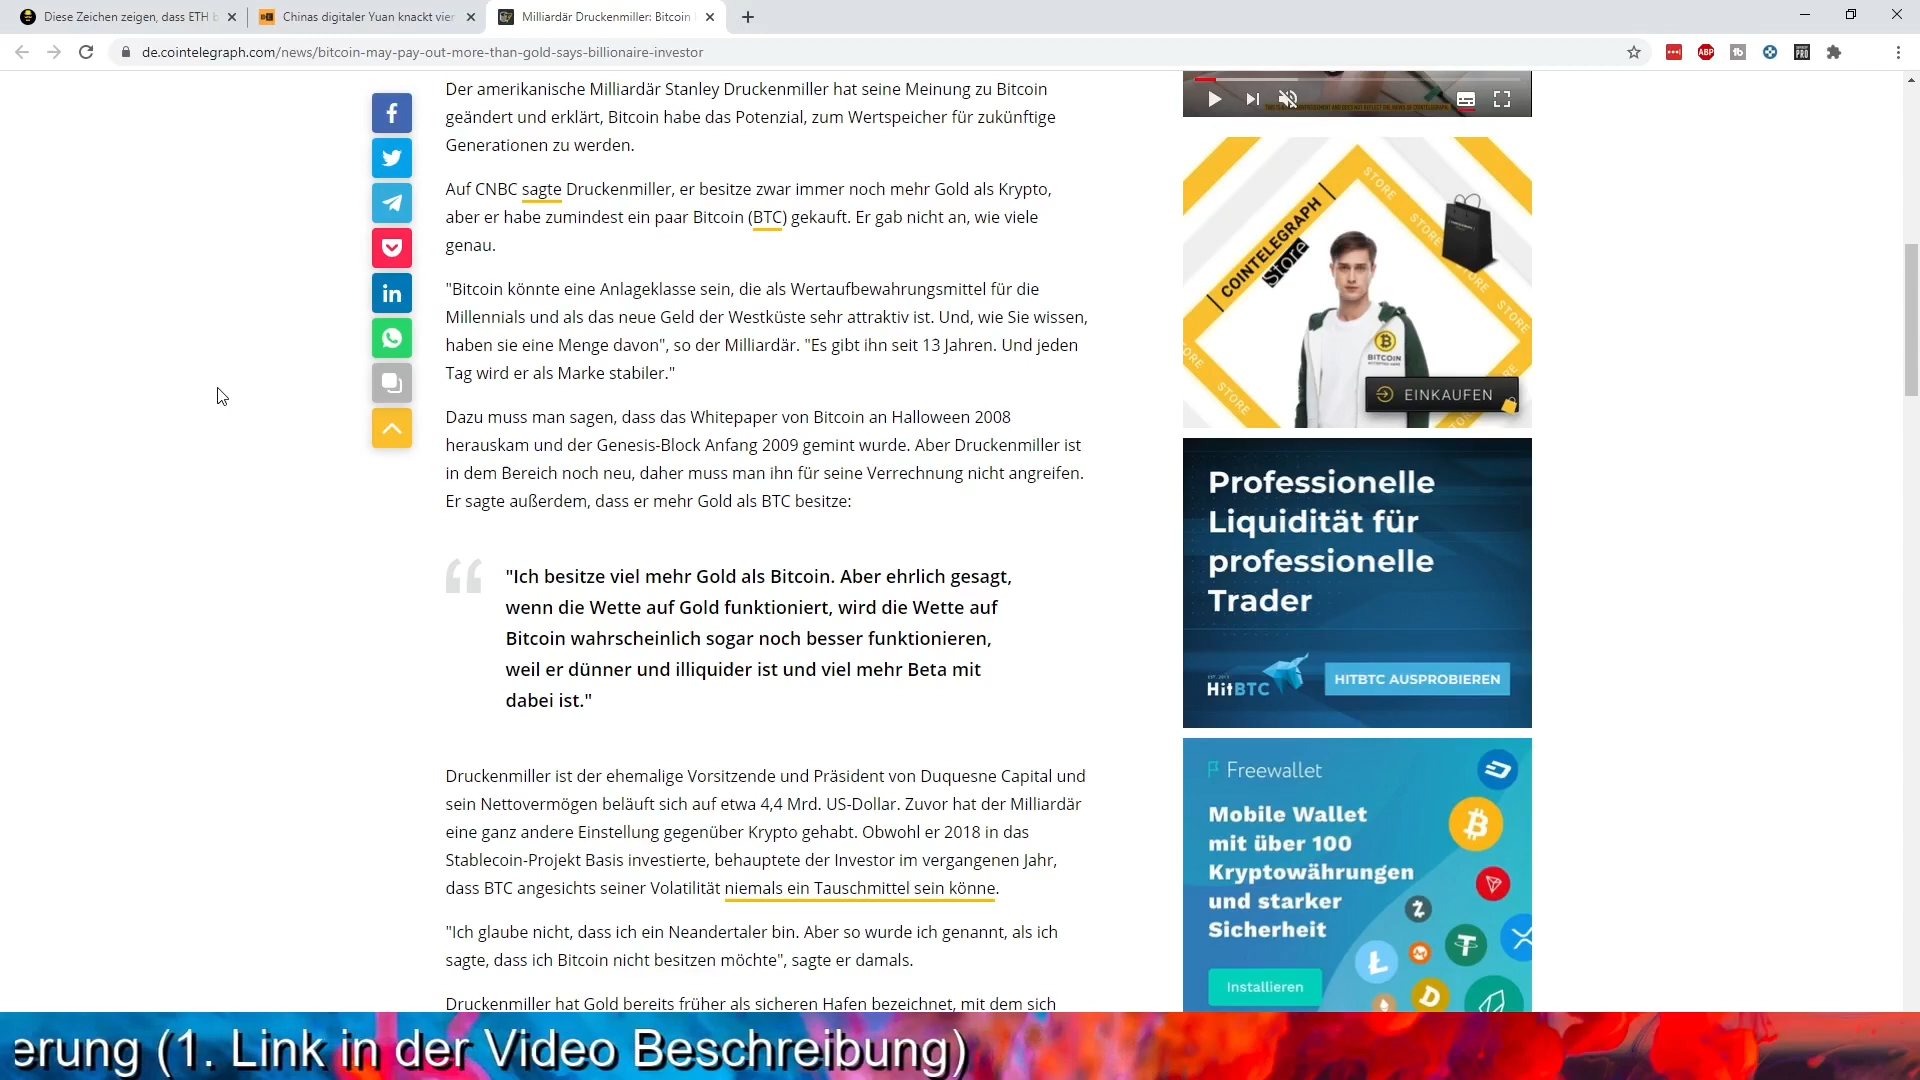 Diese Zeichen zeigen, dass ETH b
Chinas digitaler Yuan knackt vier
Milliardär Druckenmiller: Bitcoin
de.cointelegraph.com/news/bitcoin-may-pay-out-more-than-gold-says-billionaire-investor
ABP
Der amerikanische Milliardär Stanley Druckenmiller hat seine Meinung zu Bitcoin
geändert und erklärt, Bitcoin habe das Potenzial, zum Wertspeicher für zukünftige
Generationen zu werden.
Auf CNBC sagte Druckenmiller, er besitze zwar immer noch mehr Gold als Krypto,
aber er habe zumindest ein paar Bitcoin (BTC) gekauft. Er gab nicht an, wie viele
genau.
"Bitcoin könnte eine Anlageklasse sein, die als Wertaufbewahrungsmittel für die
Millennials und als das neue Geld der Westküste sehr attraktiv ist. Und, wie Sie wissen,
haben sie eine Menge davon", so der Milliardär. "Es gibt ihn seit 13 Jahren. Und jeden
Tag wird er als Marke stabiler."
Dazu muss man sagen, dass das Whitepaper von Bitcoin an Halloween 2008
herauskam und der Genesis-Block Anfang 2009 gemint wurde. Aber Druckenmiller ist
in dem Bereich noch neu, daher muss man ihn für seine Verrechnung nicht angreifen.
Er sagte außerdem, dass er mehr Gold als BTC besitze:
"Ich besitze viel mehr Gold als Bitcoin. Aber ehrlich gesagt,
wenn die Wette auf Gold funktioniert, wird die Wette auf
Bitcoin wahrscheinlich sogar noch besser funktionieren,
weil er dünner und illiquider ist und viel mehr Beta mit
dabei ist."
Druckenmiller ist der ehemalige Vorsitzende und Präsident von Duquesne Capital und
sein Nettovermögen beläuft sich auf etwa 4,4 Mrd. US-Dollar. Zuvor hat der Milliardär
eine ganz andere Einstellung gegenüber Krypto gehabt. Obwohl er 2018 in das
Stablecoin-Projekt Basis investierte, behauptete der Investor im vergangenen Jahr,
dass BTC angesichts seiner Volatilität niemals ein Tauschmittel sein könne.
"Ich glaube nicht, dass ich ein Neandertaler bin. Aber so wurde ich genannt, als ich
sagte, dass ich Bitcoin nicht besitzen möchte", sagte er damals.
Druckenmiller hat Gold bereits früher als sicheren Hafen bezeichnet, mit dem sich
COINTELEGRAPH
Store
STORE
STORE
STORE
STORE
STORE
BITCOIN
EINKAUFEN
Professionelle
Liquidität für
professionelle
Trader
HitBTC
HITBTC AUSPROBIEREN
Freewallet
Mobile Wallet
mit über 100
Kryptowährungen
und starker
Sicherheit
Installieren
erung (1. Link in der Video Beschreibung)